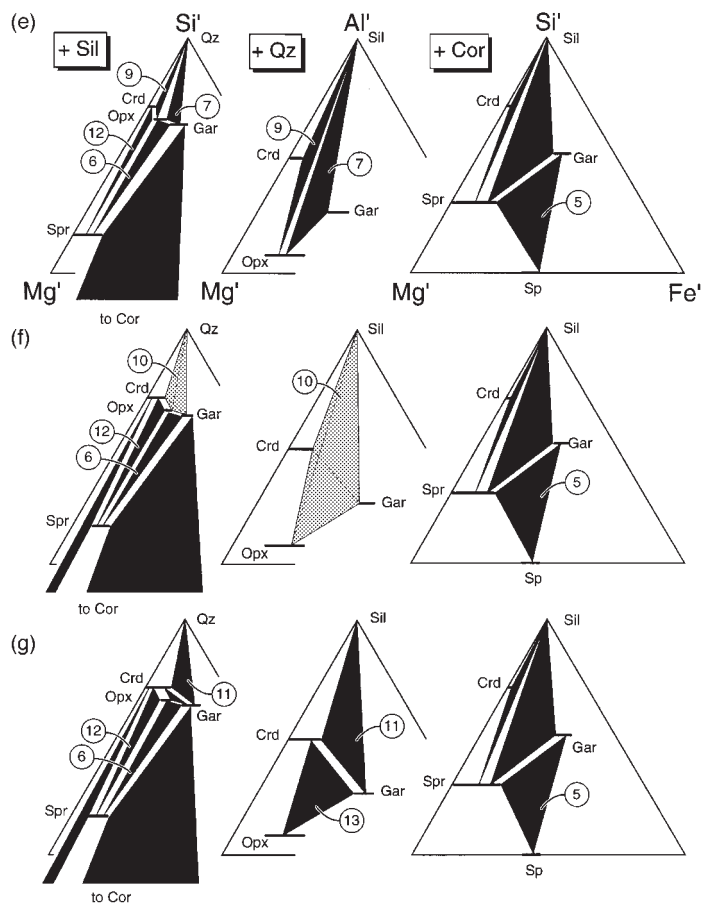 (e)
+ Sil
Si'
Qz
+ Qz
Al'
Sil
+ Cor
Si'
Sil
9
Crd
Opx
7
12
Gar
6
Spr
Mg'
to Cor
9
Crd
7
Gar
Opx
Mg'
Crd
Gar
Spr
5
Sp
Mg'
Fe'
(f)
Qz
10
Crd
Opx
Gar
12
6
Spr
to Cor
Sil
10
Crd
Gar
Opx
Sil
Crd
Gar
Spr
5
Sp
(g)
Qz
Crd
Opx
11
Gar
12
6
Spr
to Cor
Sil
Crd
11
Gar
13
Opx
Sil
Crd
Gar
Spr
5
Sp